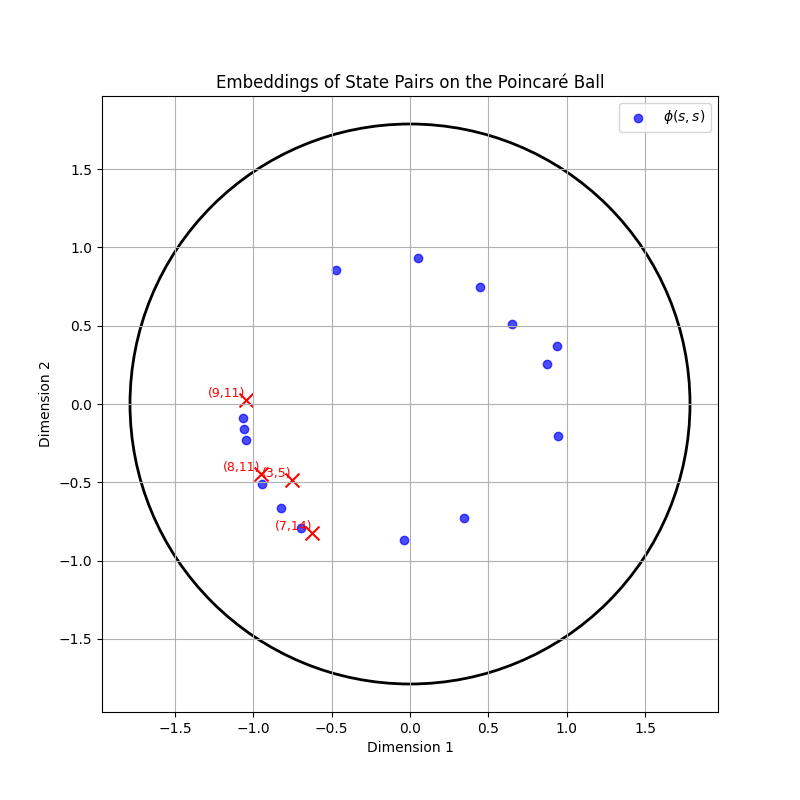 Embeddings of State Pairs on the Poincaré Ball
ϕ(s, s)
Dimension 2
1.5
1.0
0.5
0.0
−0.5
−1.0
−1.5
(9,11)
(8,11)
(3,5)
(7,14)
−1.5 −1.0 −0.5 0.0 0.5 1.0 1.5
Dimension 1